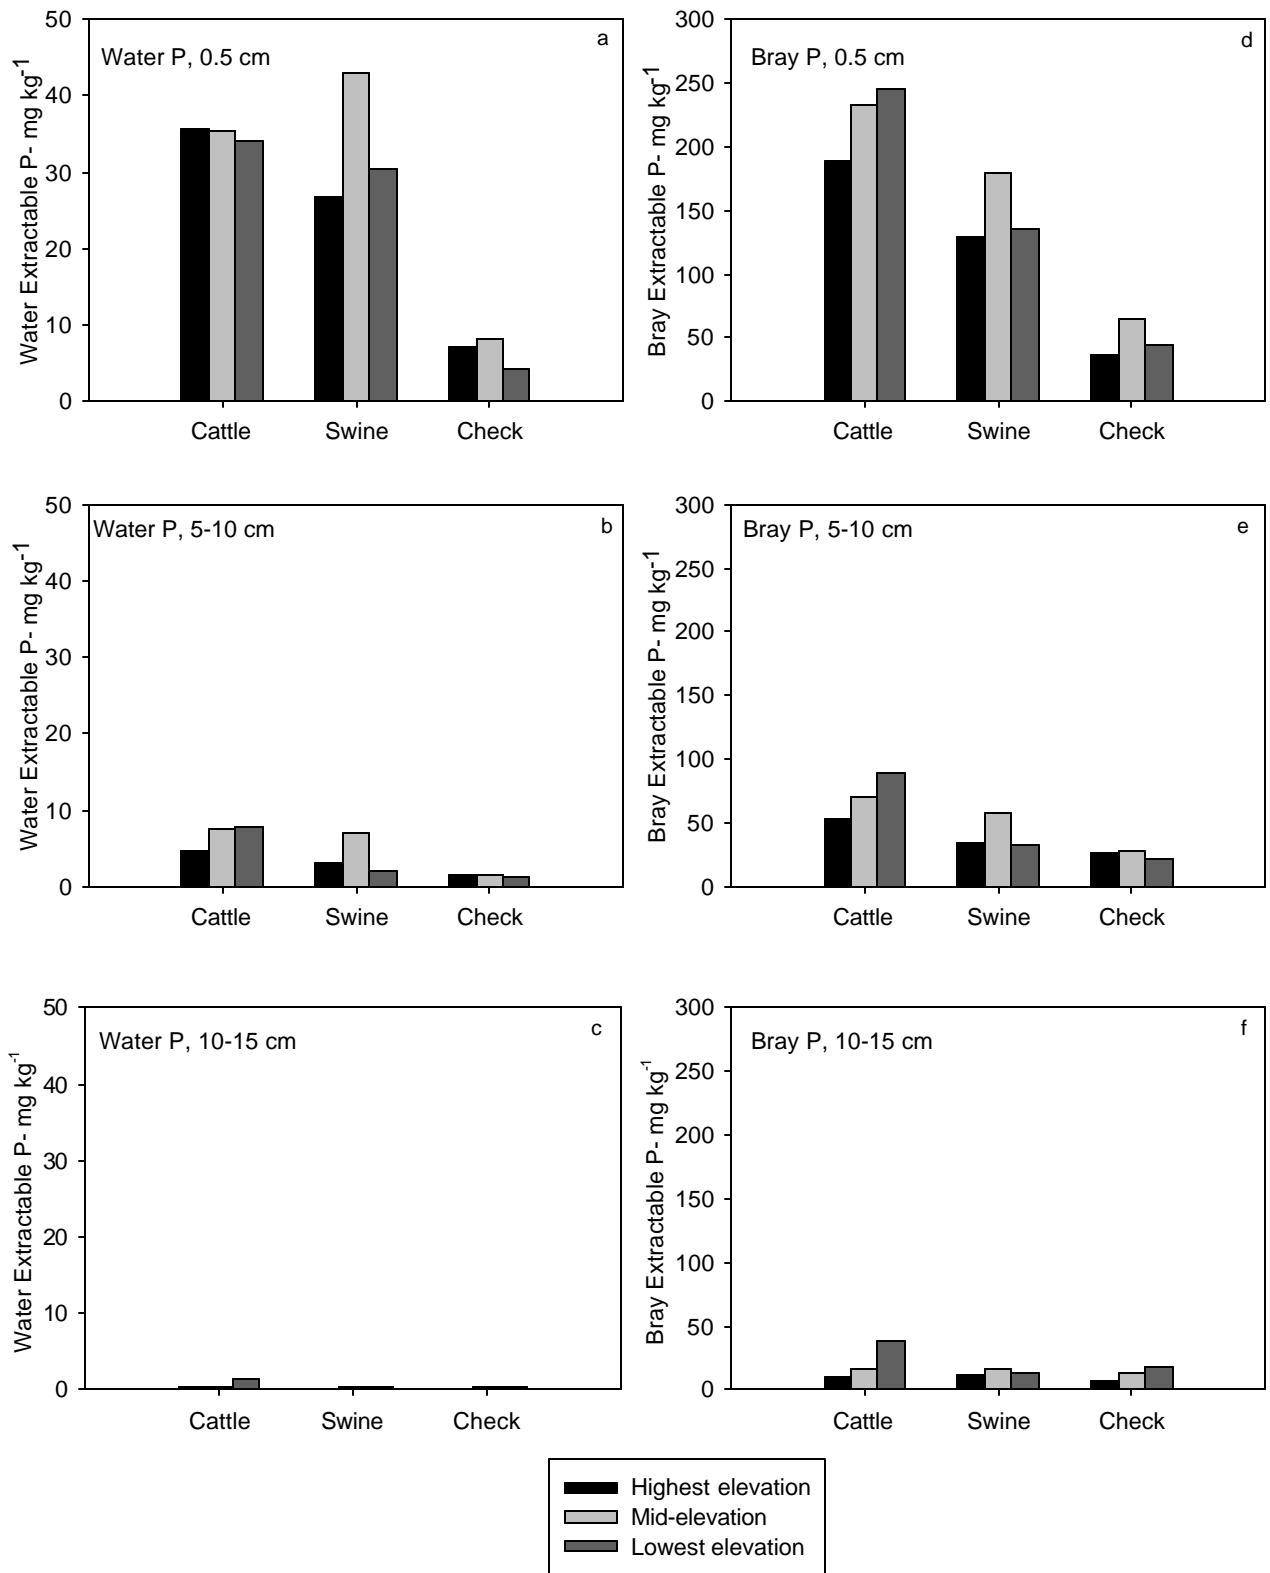 a
Water P, 0.5 cm
Water Extractable P- mg kg-1
50
40
30
20
10
0
Cattle Swine Check
d
Bray P, 0.5 cm
Bray Extractable P- mg kg-1
300
250
200
150
100
50
0
Cattle Swine Check
b
Water P, 5-10 cm
Water Extractable P- mg kg-1
50
40
30
20
10
0
Cattle Swine Check
e
Bray P, 5-10 cm
Bray Extractable P- mg kg-1
300
250
200
150
100
50
0
Cattle Swine Check
c
Water P, 10-15 cm
Water Extractable P- mg kg-1
50
40
30
20
10
0
Cattle Swine Check
f
Bray P, 10-15 cm
Bray Extractable P- mg kg-1
300
250
200
150
100
50
0
Cattle Swine Check
Highest elevation
Mid-elevation
Lowest elevation